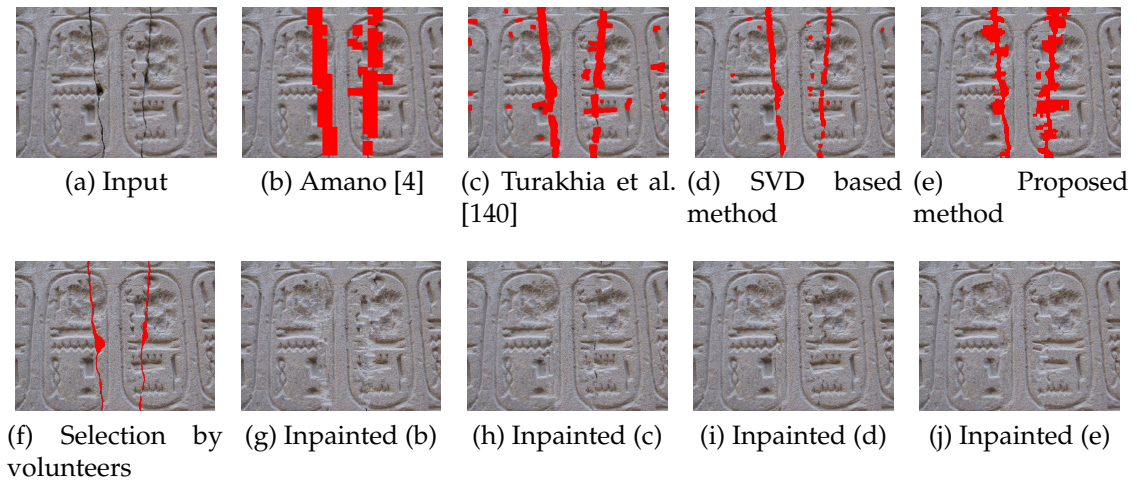 (a) Input
(b) Amano [4]
(c) Turakhia et al.
[140]
(d) SVD based
method
(e) Proposed
method
(f) Selection by
volunteers
(g) Inpainted (b)
(h) Inpainted (c)
(i) Inpainted (d)
(j) Inpainted (e)